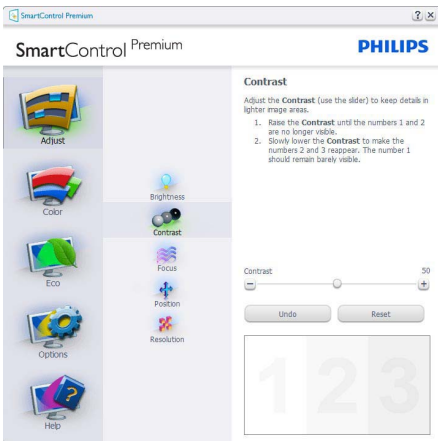 SmartControl Premium
SmartControl Premium
PHILIPS
Adjust
Color
Eco
Options
Help
Brightness
Contrast
Focus
Position
Resolution
Contrast
Adjust the Contrast (use the slider) to keep details in
lighter image areas.
1. Raise the Contrast until the numbers 1 and 2
are no longer visible.
2. Slowly lower the Contrast to make the
numbers 2 and 3 reappear. The number 1
should remain barely visible.
Contrast 50
Undo Reset
1 2 3